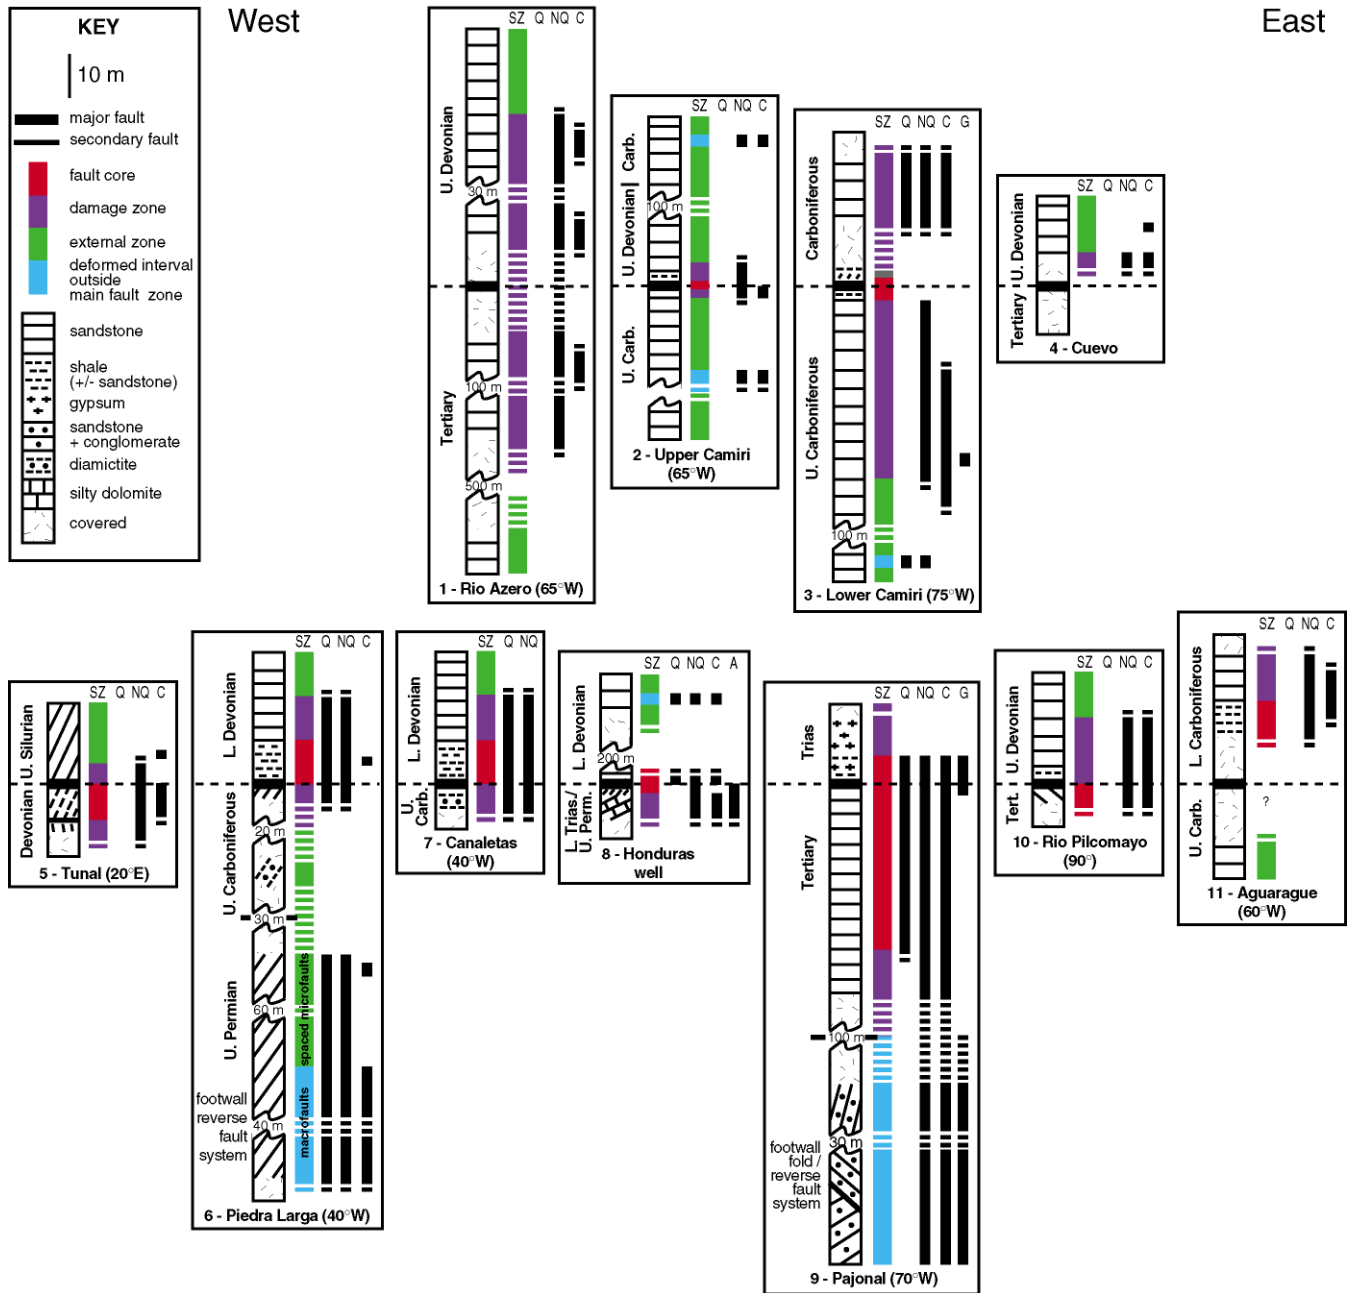 West
East
KEY
10 m
major fault
secondary fault
fault core
damage zone
external zone
deformed interval
outside
main fault zone
sandstone
shale
(+/- sandstone)
gypsum
sandstone
+ conglomerate
diamictite
silty dolomite
covered
SZ Q NQ C
U. Devonian
30 m
100 m
Tertiary
500 m
1 - Rio Azero (65°W)
SZ Q NQ C
Carb.
U. Devonian
100 m
U. Carb.
2 - Upper Camiri
(65°W)
SZ Q NQ C G
Carboniferous
U. Carboniferous
100 m
3 - Lower Camiri (75°W)
SZ Q NQ C
U. Devonian
Tertiary
4 - Cuevo
SZ Q NQ C
U. Silurian
Devonian
5 - Tunal (20°E)
SZ Q NQ C
L. Devonian
U. Carboniferous
20 m
30 m
U. Permian
60 m
spaced microfaults
macrofaults
footwall
reverse
fault
system
40 m
6 - Piedra Larga (40°W)
SZ Q NQ
L. Devonian
U.
Carb.
7 - Canaletas
(40°W)
SZ Q NQ C A
L. Devonian
200 m
L. Trias./
U. Perm.
8 - Honduras
well
SZ Q NQ C G
Trias
Tertiary
100 m
30 m
footwall
fold /
reverse
fault
system
9 - Pajonal (70°W)
SZ Q NQ C
U. Devonian
Tert.
10 - Rio Pilcomayo
(90°)
SZ Q NQ C
L. Carboniferous
U. Carb.
?
11 - Aguarague
(60°W)